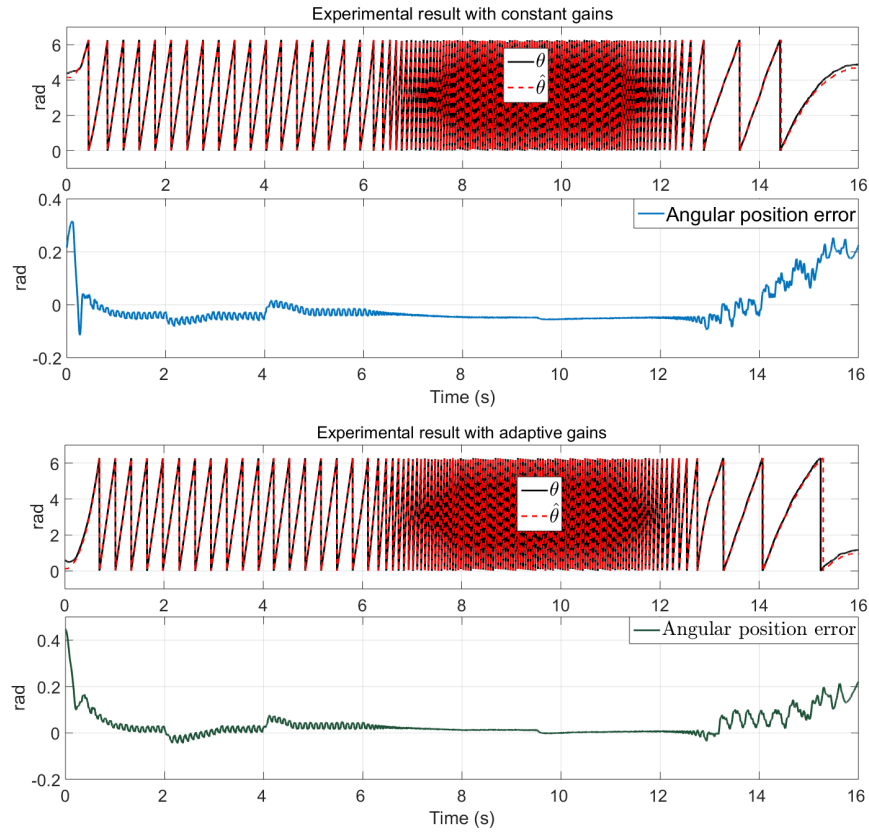 Experimental result with constant gains
6
4
2
0
rad
θ
θ̂
0 2 4 6 8 10 12 14 16
0.4
0.2
0
-0.2
rad
Angular position error
0 2 4 6 8 10 12 14 16
Time (s)
Experimental result with adaptive gains
6
4
2
0
rad
θ
θ̂
0 2 4 6 8 10 12 14 16
0.4
0.2
0
-0.2
rad
Angular position error
0 2 4 6 8 10 12 14 16
Time (s)